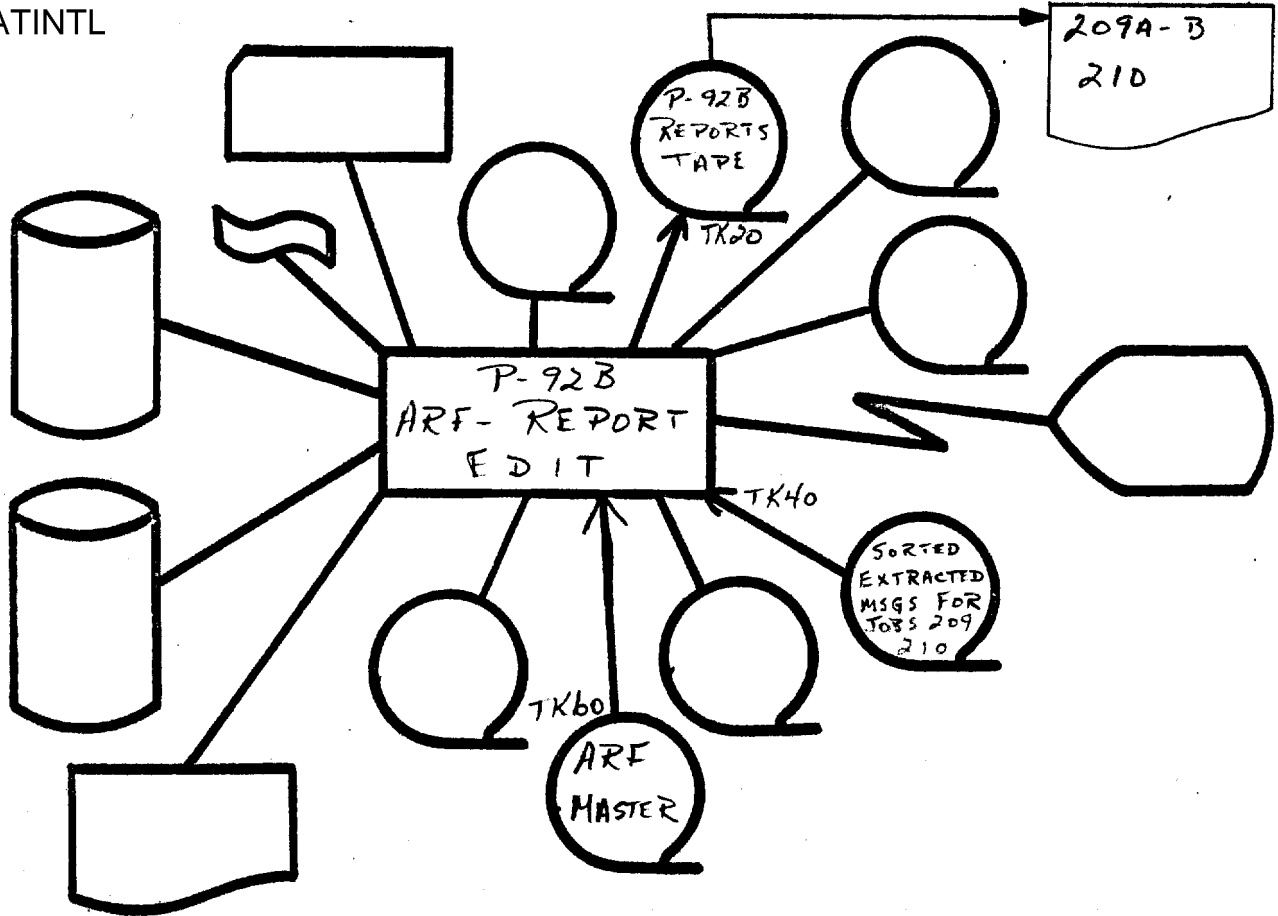 ATINTL
209A-B
210
P-92B
REPORTS
TAPE
TK20
P-92B
ARF-REPORT
EDIT
TK40
SORTED
EXTRACTED
MSGS FOR
JOBS 209
210
TK60
ARF
MASTER